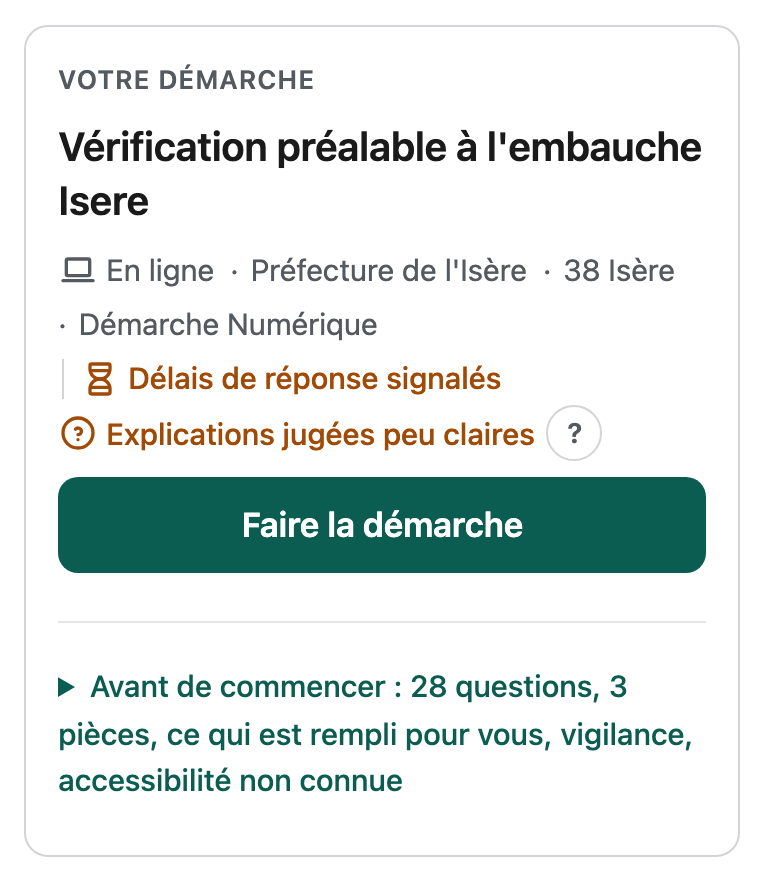 VOTRE DÉMARCHE
Vérification préalable à l'embauche
Isere
En ligne · Préfecture de l'Isère · 38 Isère
· Démarche Numérique
Délais de réponse signalés
Explications jugées peu claires ?
Faire la démarche
Avant de commencer : 28 questions, 3
pièces, ce qui est rempli pour vous, vigilance,
accessibilité non connue